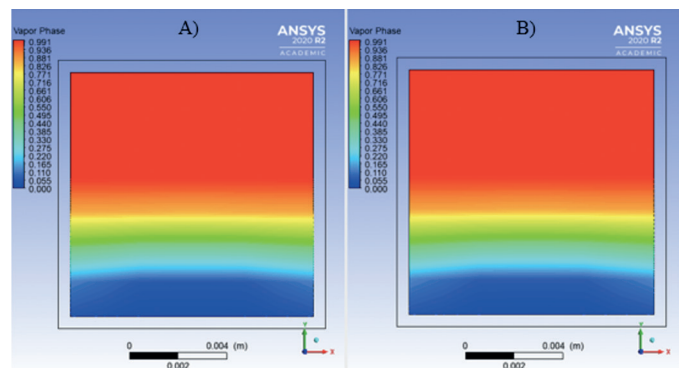 A)
Vapor Phase
0.991
0.936
0.881
0.826
0.771
0.716
0.661
0.606
0.550
0.495
0.440
0.385
0.330
0.275
0.220
0.165
0.110
0.055
0.000
ANSYS
2020 R2
ACADEMIC
0 0.004 (m)
0.002
Y
X
B)
Vapor Phase
0.991
0.936
0.881
0.826
0.771
0.716
0.661
0.606
0.550
0.495
0.440
0.385
0.330
0.275
0.220
0.165
0.110
0.055
0.000
ANSYS
2020 R2
ACADEMIC
0 0.004 (m)
0.002
Y
X